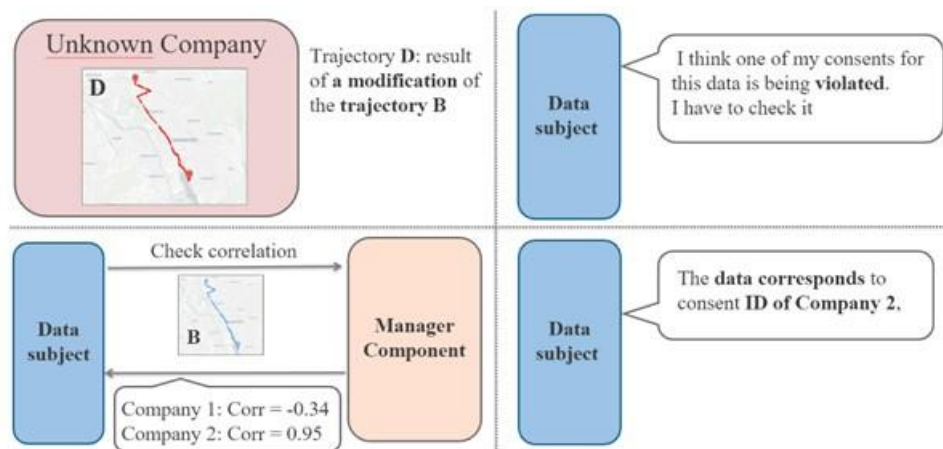 Unknown Company
D
Trajectory D: result
of a modification of
the trajectory B
Data
subject
I think one of my consents for
this data is being violated.
I have to check it
Data
subject
Check correlation
B
Manager
Component
Company 1: Corr = -0.34
Company 2: Corr = 0.95
Data
subject
The data corresponds to
consent ID of Company 2,